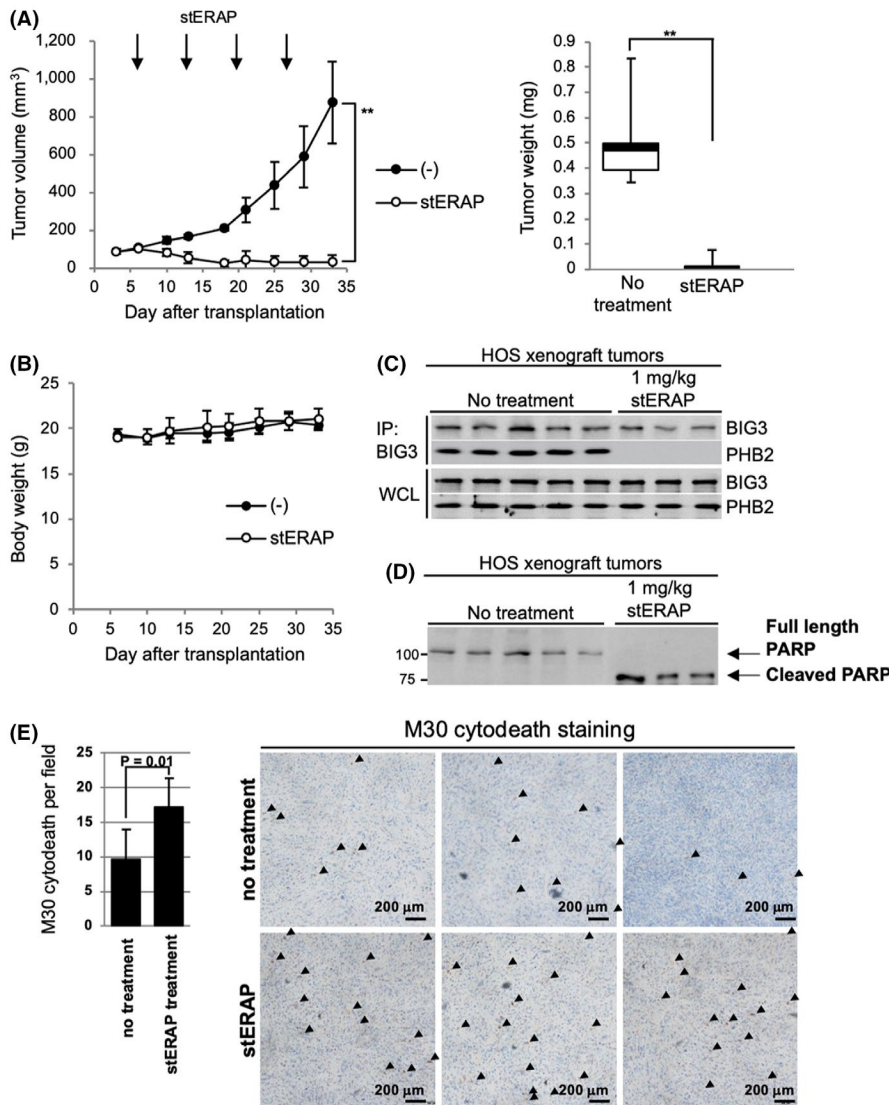 (A)
stERAP
Tumor volume (mm³)
1,200
1,000
800
600
400
200
0
0 5 10 15 20 25 30 35
Day after transplantation
**
(-)
stERAP
Tumor weight (mg)
0.9
0.8
0.7
0.6
0.5
0.4
0.3
0.2
0.1
0
**
No
treatment
stERAP
(B)
Body weight (g)
25
20
15
10
5
0
0 5 10 15 20 25 30 35
Day after transplantation
(-)
stERAP
(C)
HOS xenograft tumors
No treatment
1 mg/kg
stERAP
IP:
BIG3
BIG3
PHB2
WCL
BIG3
PHB2
(D)
HOS xenograft tumors
No treatment
1 mg/kg
stERAP
100
75
Full length
PARP
Cleaved PARP
(E)
M30 cytodeath per field
25
20
15
10
5
0
P = 0.01
no treatment
stERAP treatment
M30 cytodeath staining
no treatment
200 µm
200 µm
200 µm
stERAP
200 µm
200 µm
200 µm